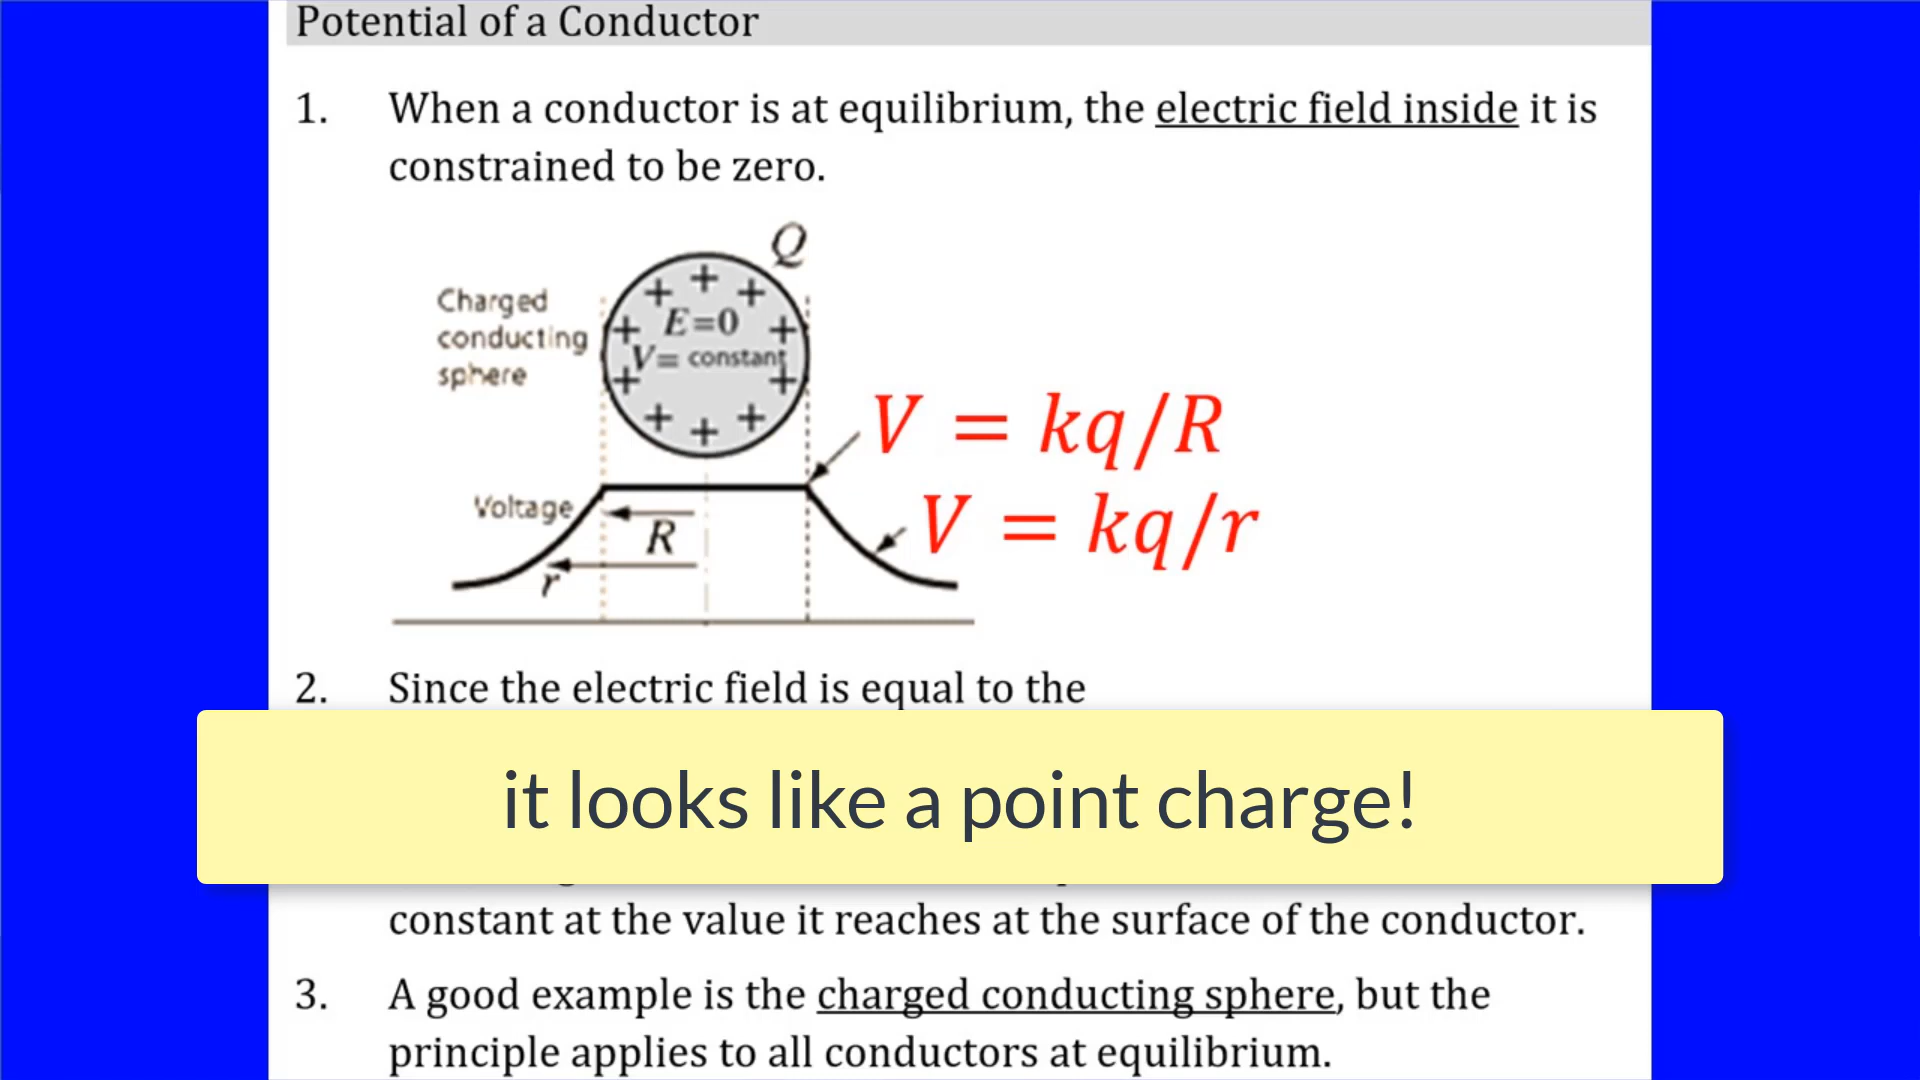 Potential of a Conductor
1. When a conductor is at equilibrium, the electric field inside it is
constrained to be zero.
Q
Charged
conducting
sphere
E=0
V= constant
V = kq/R
V = kq/r
Voltage
R
r
2. Since the electric field is equal to the
it looks like a point charge!
constant at the value it reaches at the surface of the conductor.
3. A good example is the charged conducting sphere, but the
principle applies to all conductors at equilibrium.